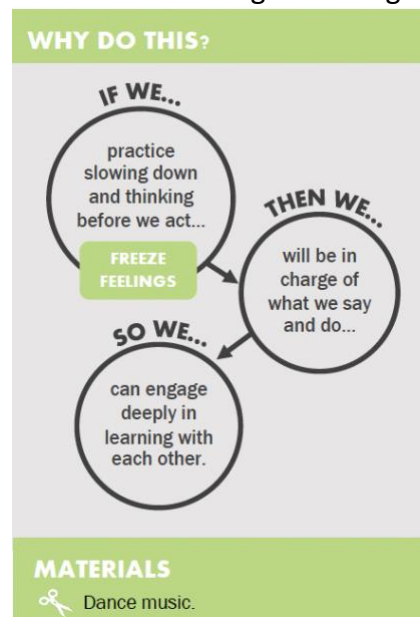 WHY DO THIS?
IF WE...
practice
slowing down
and thinking
before we act...
FREEZE
FEELINGS
THEN WE...
will be in
charge of
what we say
and do...
SO WE...
can engage
deeply in
learning with
each other.
MATERIALS
Dance music.